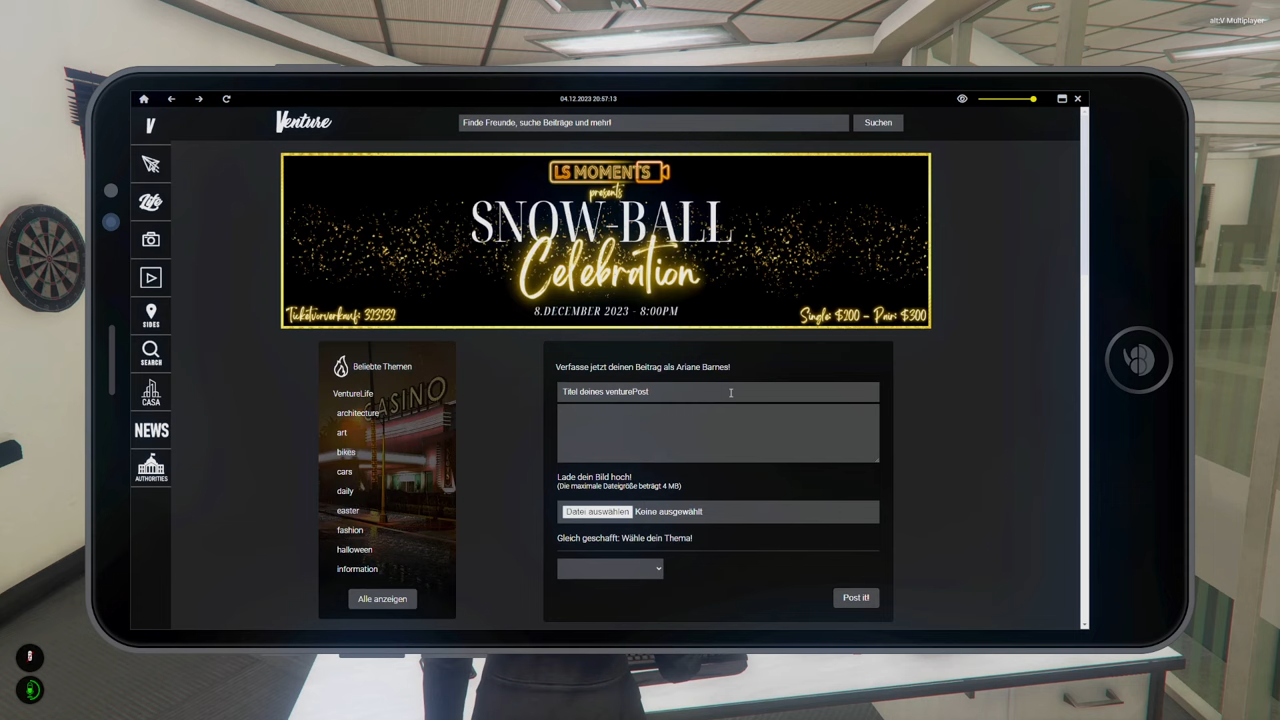 alt:V Multiplayer
04.12.2023 20:57:13
V
Venture
Finde Freunde, suche Beiträge und mehr!
Suchen
Life
SIDES
SEARCH
CASA
NEWS
AUTHORITIES
LS MOMENTS
presents
SNOW-BALL
Celebration
8.DECEMBER 2023 - 8:00PM
Ticketvorverkauf: 323232
Single: $200 - Pair: $300
Beliebte Themen
VentureLife
architecture
art
bikes
cars
daily
easter
fashion
halloween
information
Alle anzeigen
CASINO
Verfasse jetzt deinen Beitrag als Ariane Barnes!
Titel deines venturePost
Lade dein Bild hoch!
(Die maximale Dateigröße beträgt 4 MB)
Datei auswählen Keine ausgewählt
Gleich geschafft: Wähle dein Thema!
Post it!